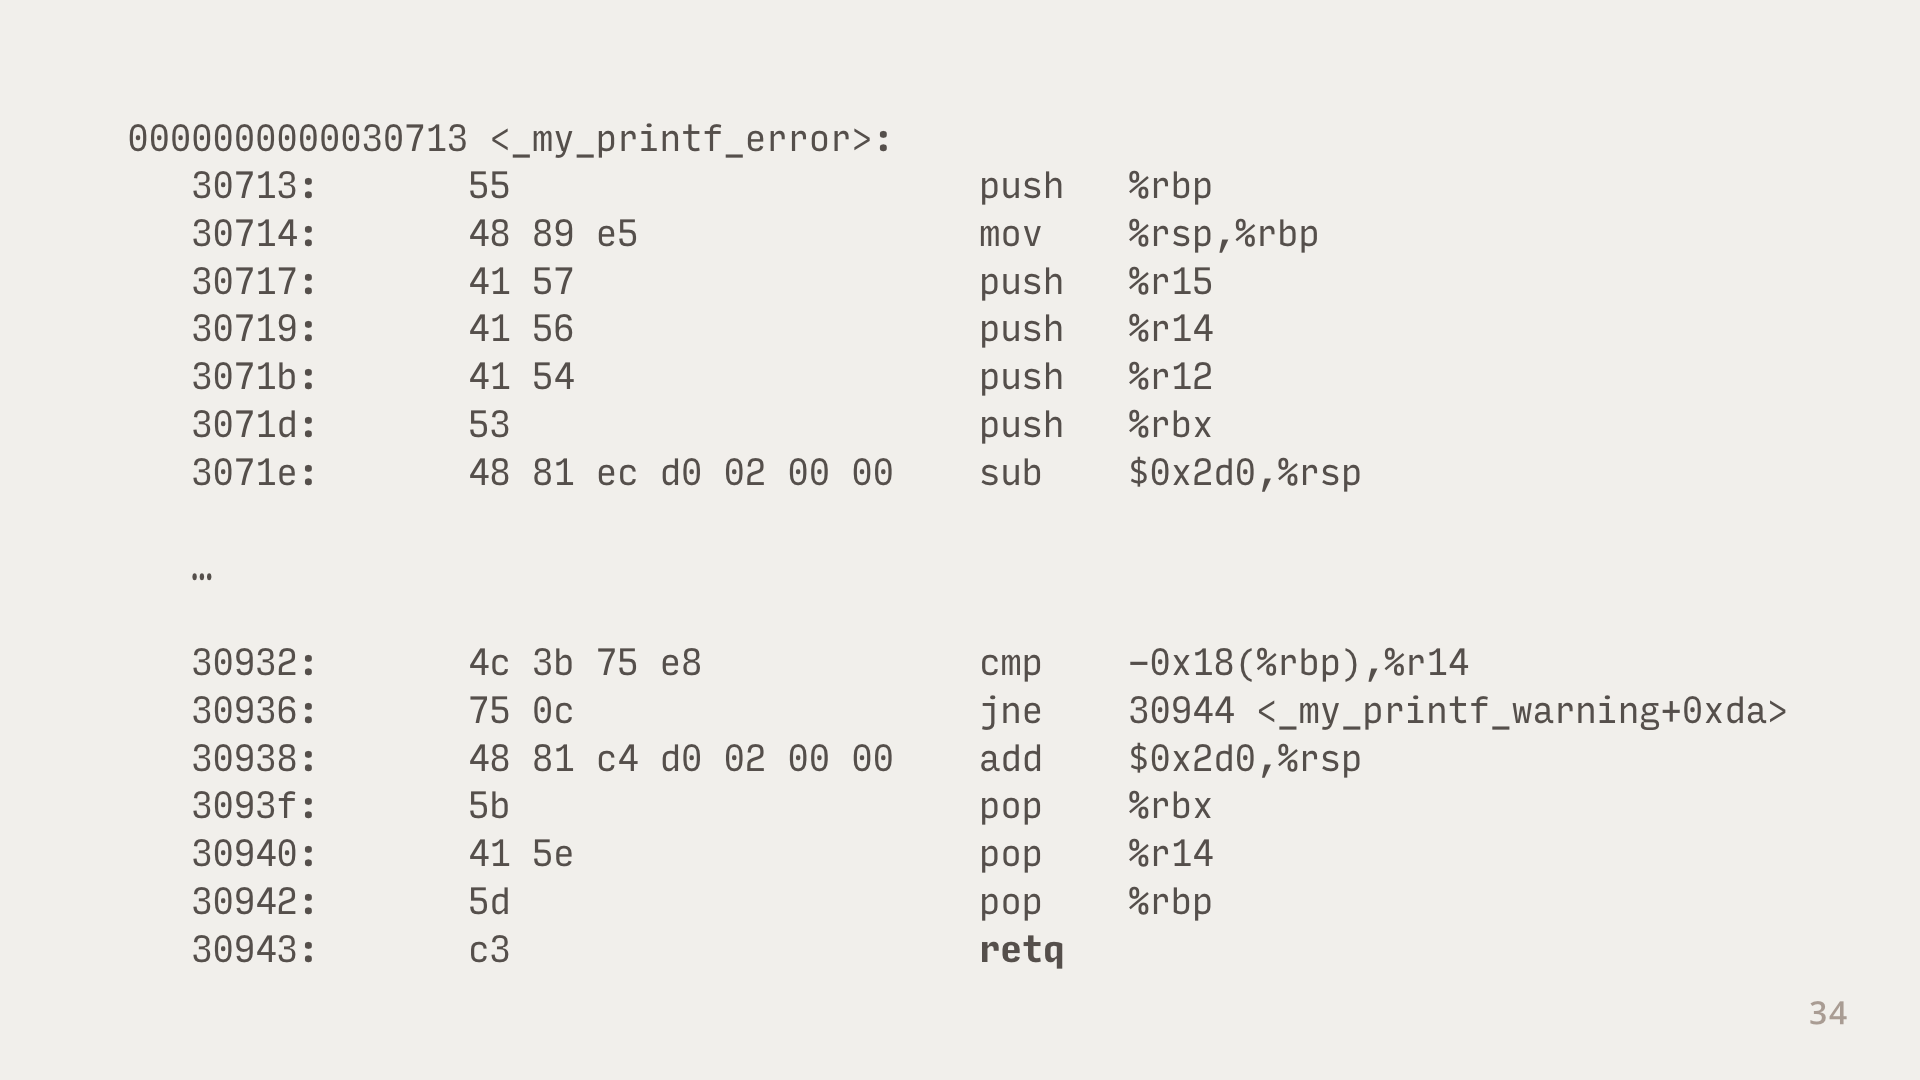 0000000000030713 <_my_printf_error>:
30713: 55 push %rbp
30714: 48 89 e5 mov %rsp,%rbp
30717: 41 57 push %r15
30719: 41 56 push %r14
3071b: 41 54 push %r12
3071d: 53 push %rbx
3071e: 48 81 ec d0 02 00 00 sub $0x2d0,%rsp
…
30932: 4c 3b 75 e8 cmp -0x18(%rbp),%r14
30936: 75 0c jne 30944 <_my_printf_warning+0xda>
30938: 48 81 c4 d0 02 00 00 add $0x2d0,%rsp
3093f: 5b pop %rbx
30940: 41 5e pop %r14
30942: 5d pop %rbp
30943: c3 retq
34